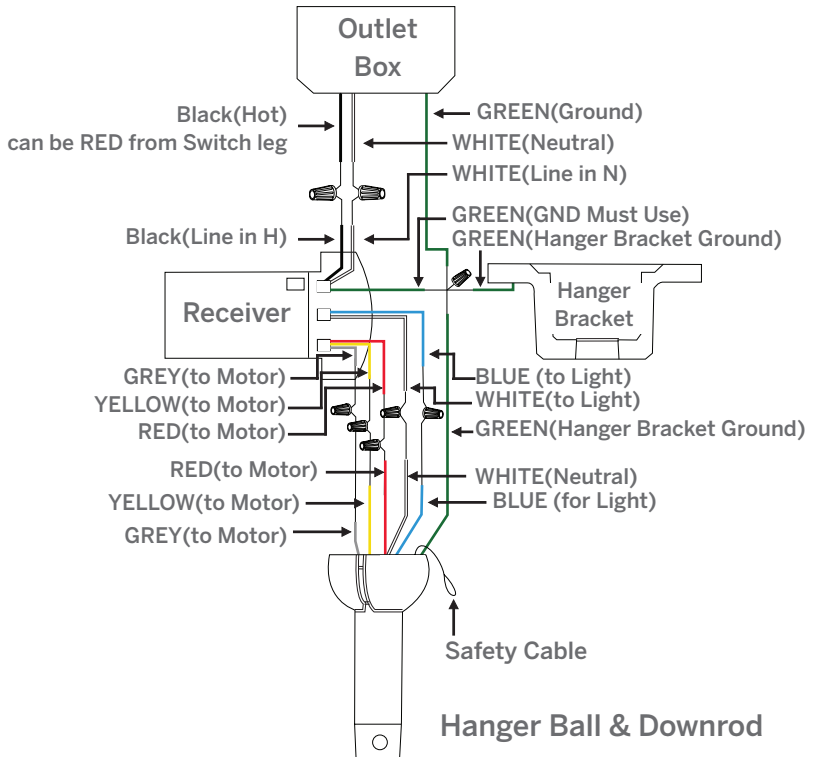 Outlet
Box
Black(Hot)
can be RED from Switch leg
GREEN(Ground)
WHITE(Neutral)
WHITE(Line in N)
GREEN(GND Must Use)
Black(Line in H)
GREEN(Hanger Bracket Ground)
Receiver
Hanger
Bracket
GREY(to Motor)
YELLOW(to Motor)
RED(to Motor)
BLUE (to Light)
WHITE(to Light)
GREEN(Hanger Bracket Ground)
RED(to Motor)
YELLOW(to Motor)
GREY(to Motor)
WHITE(Neutral)
BLUE (for Light)
Safety Cable
Hanger Ball & Downrod